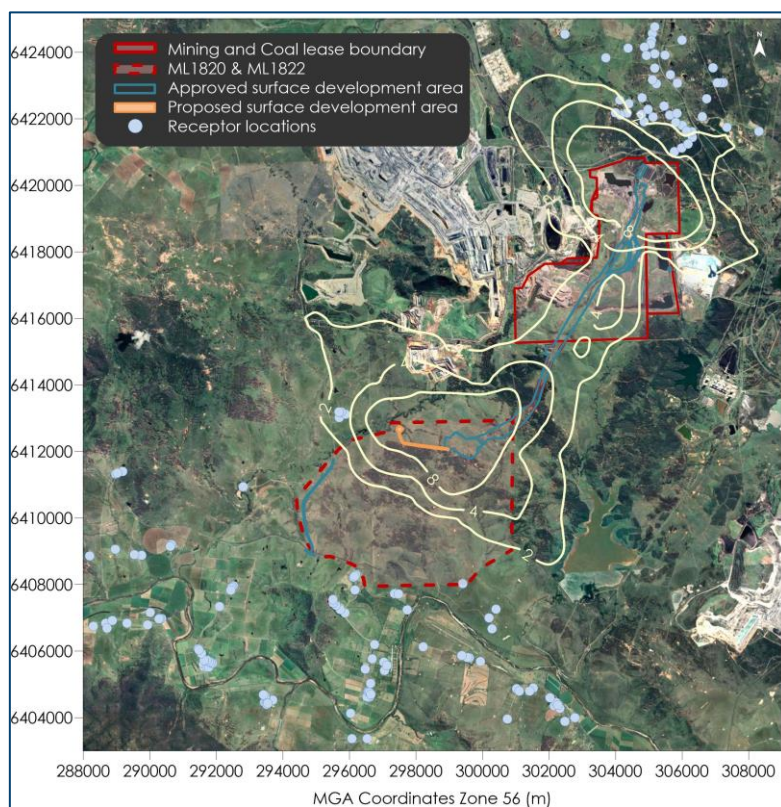 Mining and Coal lease boundary
ML1820 & ML1822
Approved surface development area
Proposed surface development area
Receptor locations
N
6424000
6422000
6420000
6418000
6416000
6414000
6412000
6410000
6408000
6406000
6404000
8
4
2
8
4
2
288000 290000 292000 294000 296000 298000 300000 302000 304000 306000 308000
MGA Coordinates Zone 56 (m)